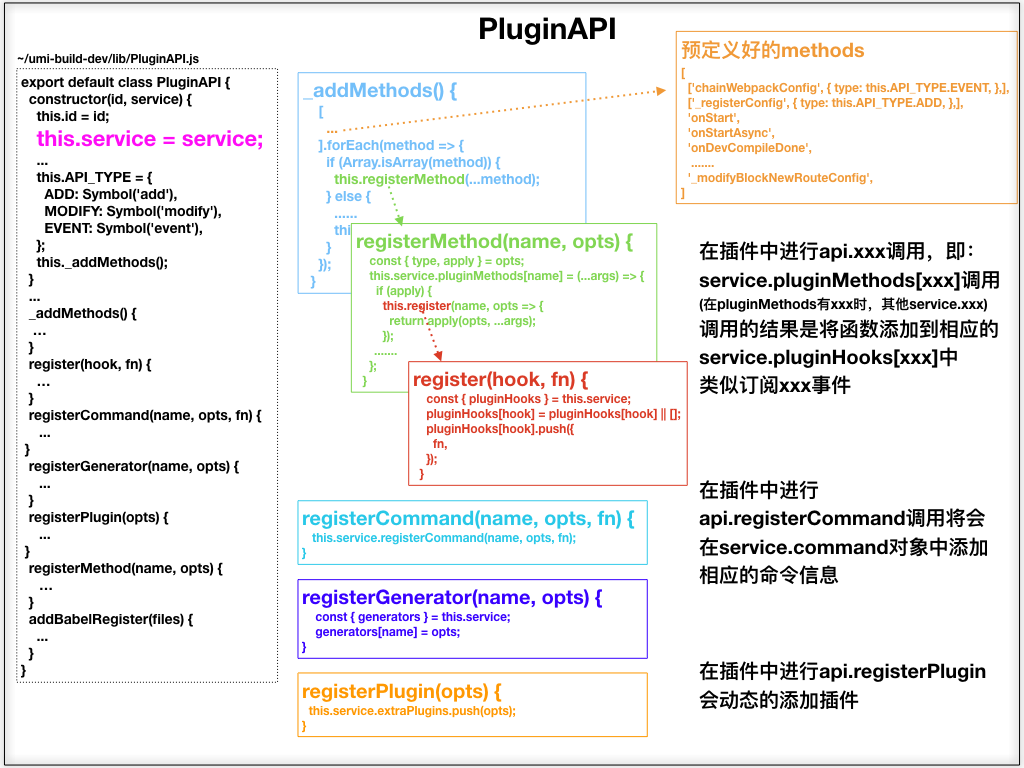 PluginAPI
~/umi-build-dev/lib/PluginAPI.js
export default class PluginAPI {
constructor(id, service) {
this.id = id;
this.service = service;
...
this.API_TYPE = {
ADD: Symbol('add'),
MODIFY: Symbol('modify'),
EVENT: Symbol('event'),
};
this._addMethods();
}
...
_addMethods() {
...
}
register(hook, fn) {
...
}
registerCommand(name, opts, fn) {
...
}
registerGenerator(name, opts) {
...
}
registerPlugin(opts) {
...
}
registerMethod(name, opts) {
...
}
addBabelRegister(files) {
...
}
}
_addMethods() {
[
...
].forEach(method => {
if (Array.isArray(method)) {
this.registerMethod(...method);
} else {
......
thi
}
});
}
registerMethod(name, opts) {
const { type, apply } = opts;
this.service.pluginMethods[name] = (...args) => {
if (apply) {
this.register(name, opts => {
return apply(opts, ...args);
});
.......
};
}
register(hook, fn) {
const { pluginHooks } = this.service;
pluginHooks[hook] = pluginHooks[hook] || [];
pluginHooks[hook].push({
fn,
});
}
registerCommand(name, opts, fn) {
this.service.registerCommand(name, opts, fn);
}
registerGenerator(name, opts) {
const { generators } = this.service;
generators[name] = opts;
}
registerPlugin(opts) {
this.service.extraPlugins.push(opts);
}
预定义好的methods
[
['chainWebpackConfig', { type: this.API_TYPE.EVENT, },],
['_registerConfig', { type: this.API_TYPE.ADD, },],
'onStart',
'onStartAsync',
'onDevCompileDone',
.......
'_modifyBlockNewRouteConfig',
]
在插件中进行api.xxx调用，即：
service.pluginMethods[xxx]调用
(在pluginMethods有xxx时，其他service.xxx)
调用的结果是将函数添加到相应的
service.pluginHooks[xxx]中
类似订阅xxx事件
在插件中进行
api.registerCommand调用将会
在service.command对象中添加
相应的命令信息
在插件中进行api.registerPlugin
会动态的添加插件